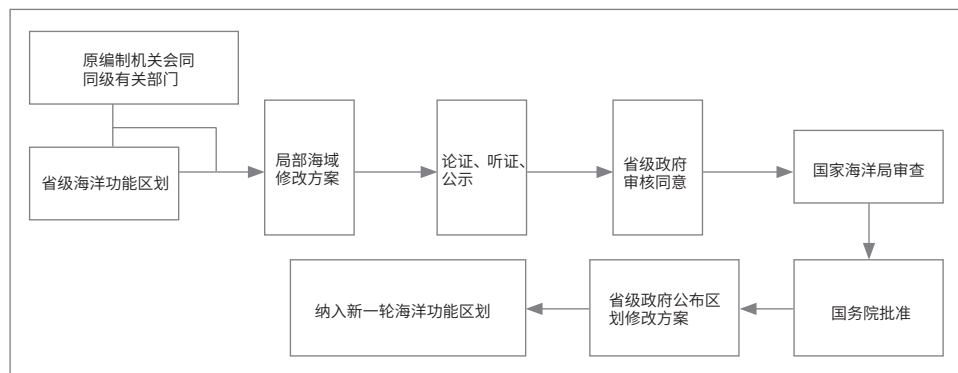 原编制机关会同
同级有关部门
省级海洋功能区划
局部海域
修改方案
论证、听证、
公示
省级政府
审核同意
国家海洋局审查
国务院批准
省级政府公布区
划修改方案
纳入新一轮海洋功能区划